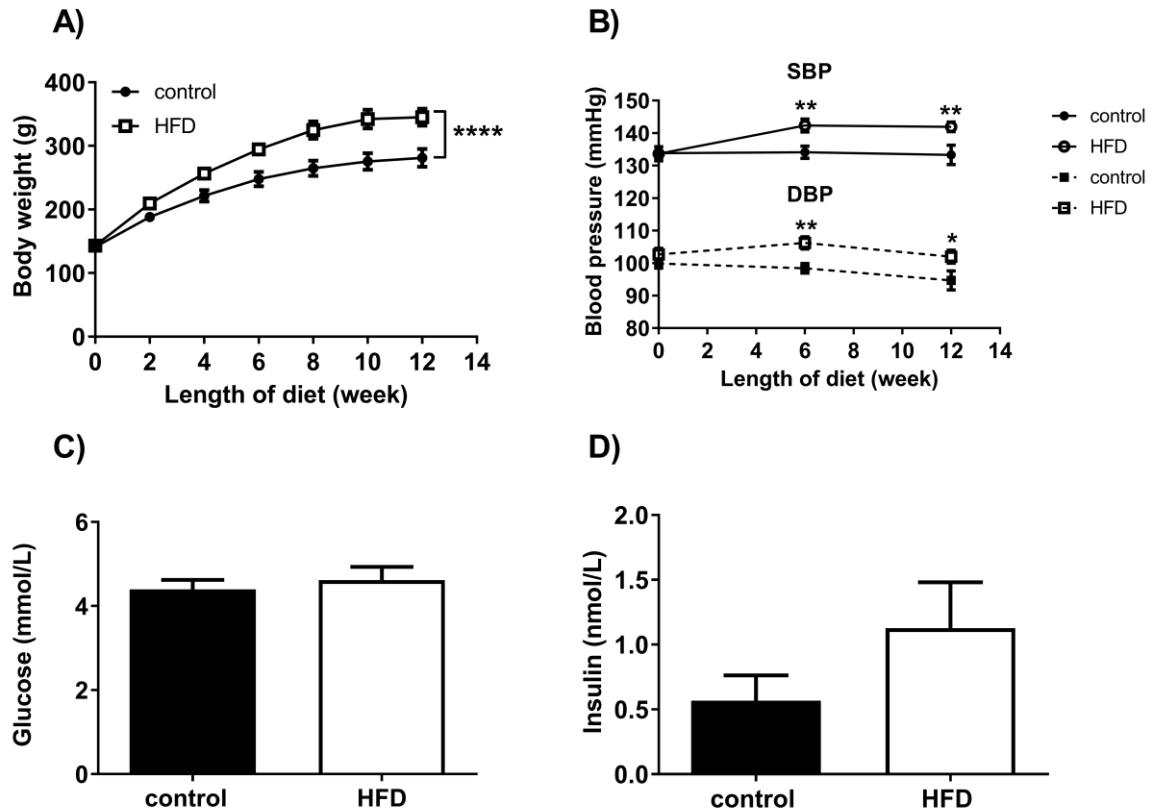 A)
control
HFD
400
300
200
100
0
Body weight (g)
****
0 2 4 6 8 10 12 14
Length of diet (week)
B)
SBP
150
140
130
120
110
100
90
80
Blood pressure (mmHg)
** **
DBP
** *
0 2 4 6 8 10 12 14
Length of diet (week)
control
HFD
control
HFD
C)
6
4
2
0
Glucose (mmol/L)
control HFD
D)
2.0
1.5
1.0
0.5
0.0
Insulin (nmol/L)
control HFD